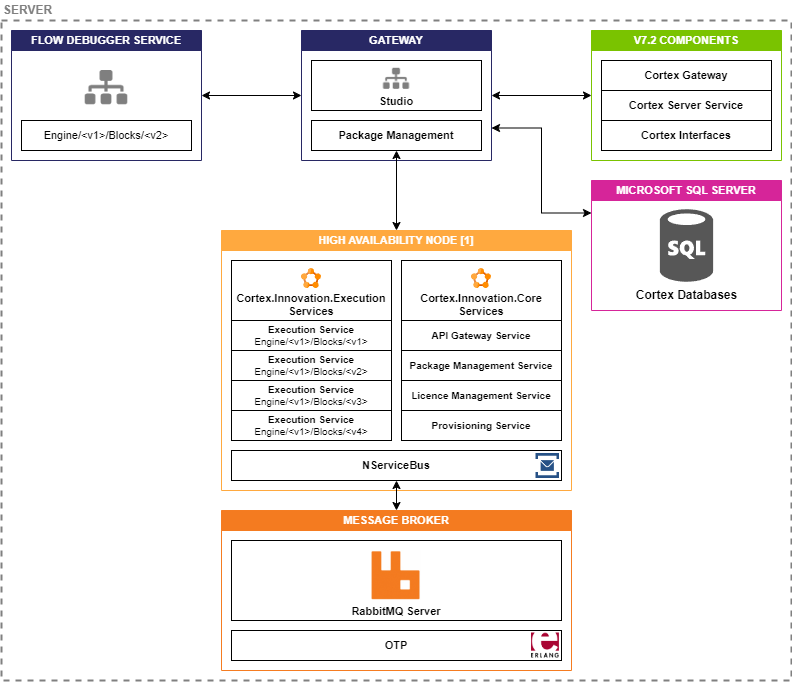 SERVER
FLOW DEBUGGER SERVICE
Engine/<v1>/Blocks/<v2>
GATEWAY
Studio
Package Management
V7.2 COMPONENTS
Cortex Gateway
Cortex Server Service
Cortex Interfaces
MICROSOFT SQL SERVER
SQL
Cortex Databases
HIGH AVAILABILITY NODE [1]
Cortex.Innovation.Execution
Services
Execution Service
Engine/<v1>/Blocks/<v1>
Execution Service
Engine/<v1>/Blocks/<v2>
Execution Service
Engine/<v1>/Blocks/<v3>
Execution Service
Engine/<v1>/Blocks/<v4>
Cortex.Innovation.Core
Services
API Gateway Service
Package Management Service
Licence Management Service
Provisioning Service
NServiceBus
MESSAGE BROKER
RabbitMQ Server
OTP
ERLANG